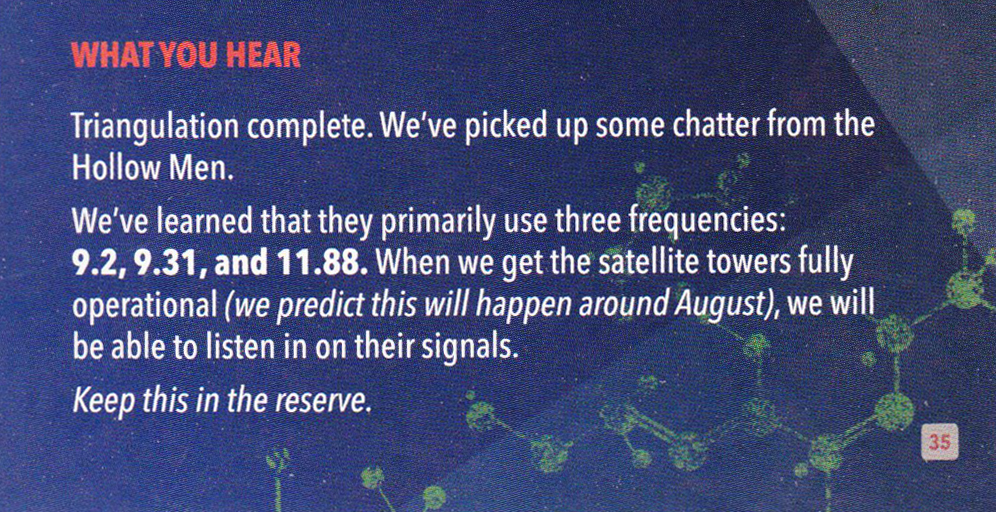 WHAT YOU HEAR
Triangulation complete. We've picked up some chatter from the
Hollow Men.
We've learned that they primarily use three frequencies:
9.2, 9.31, and 11.88. When we get the satellite towers fully
operational (we predict this will happen around August), we will
be able to listen in on their signals.
Keep this in the reserve.
35